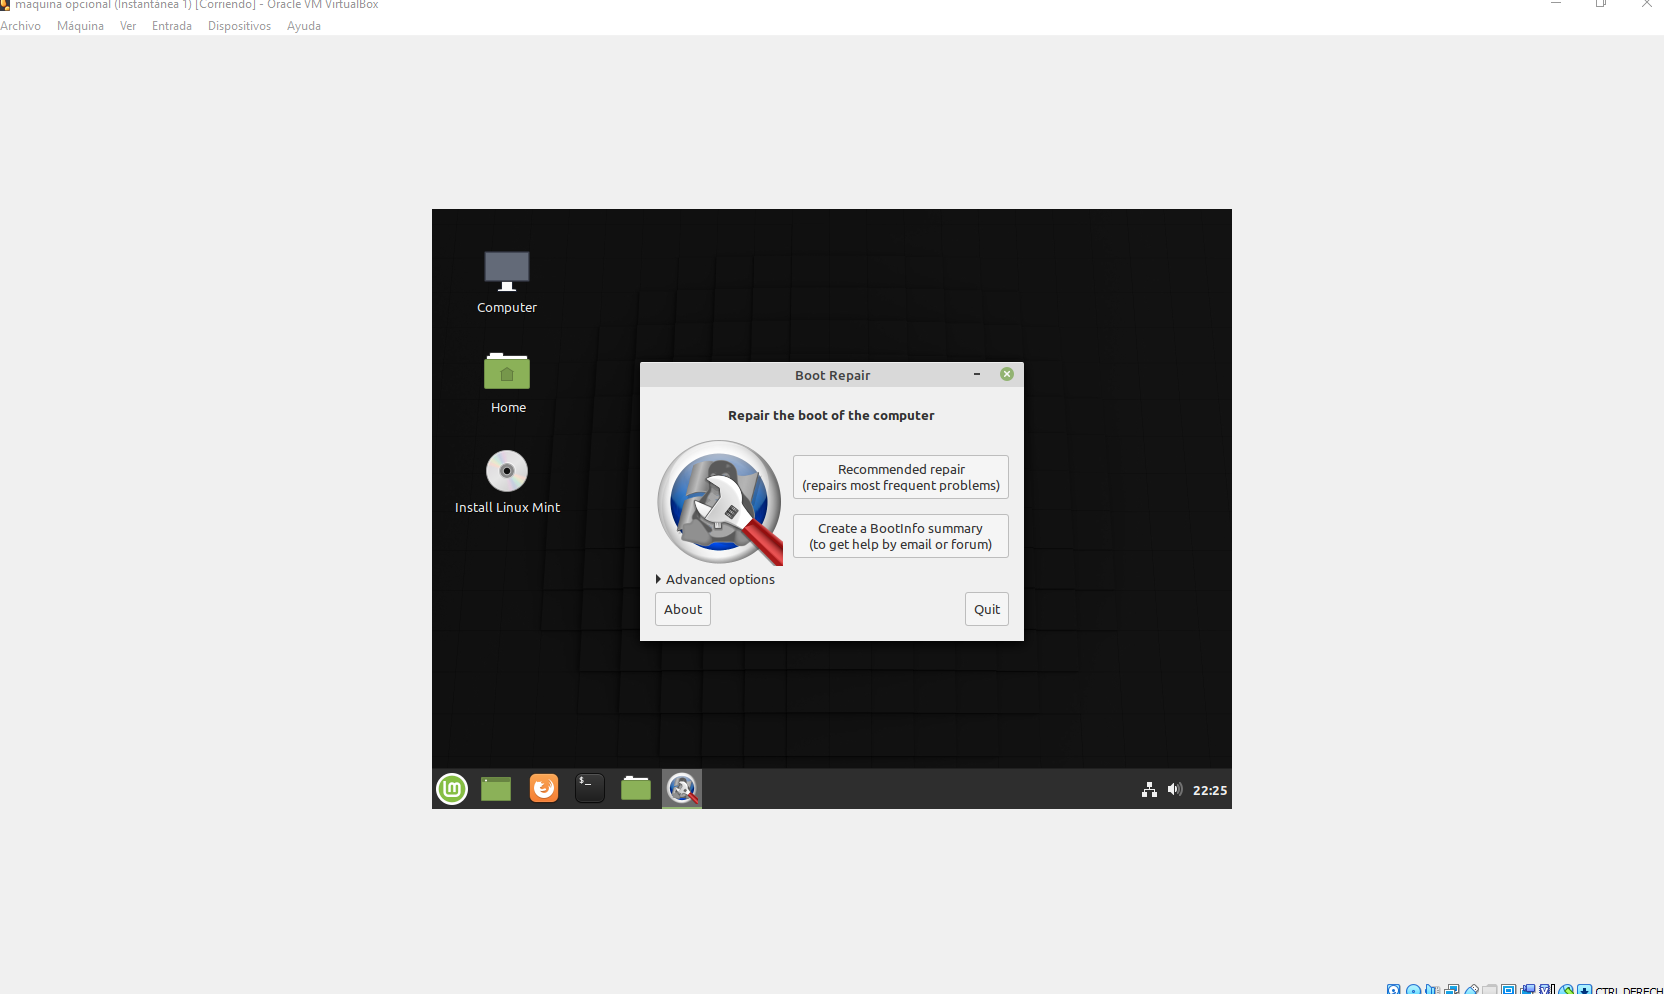 maquina opcional (Instantánea 1) [Corriendo] - Oracle VM VirtualBox
Archivo Máquina Ver Entrada Dispositivos Ayuda
Computer
Home
Install Linux Mint
Boot Repair
Repair the boot of the computer
Recommended repair
(repairs most frequent problems)
Create a BootInfo summary
(to get help by email or forum)
Advanced options
About
Quit
$_
22:25
CTRL DERECH